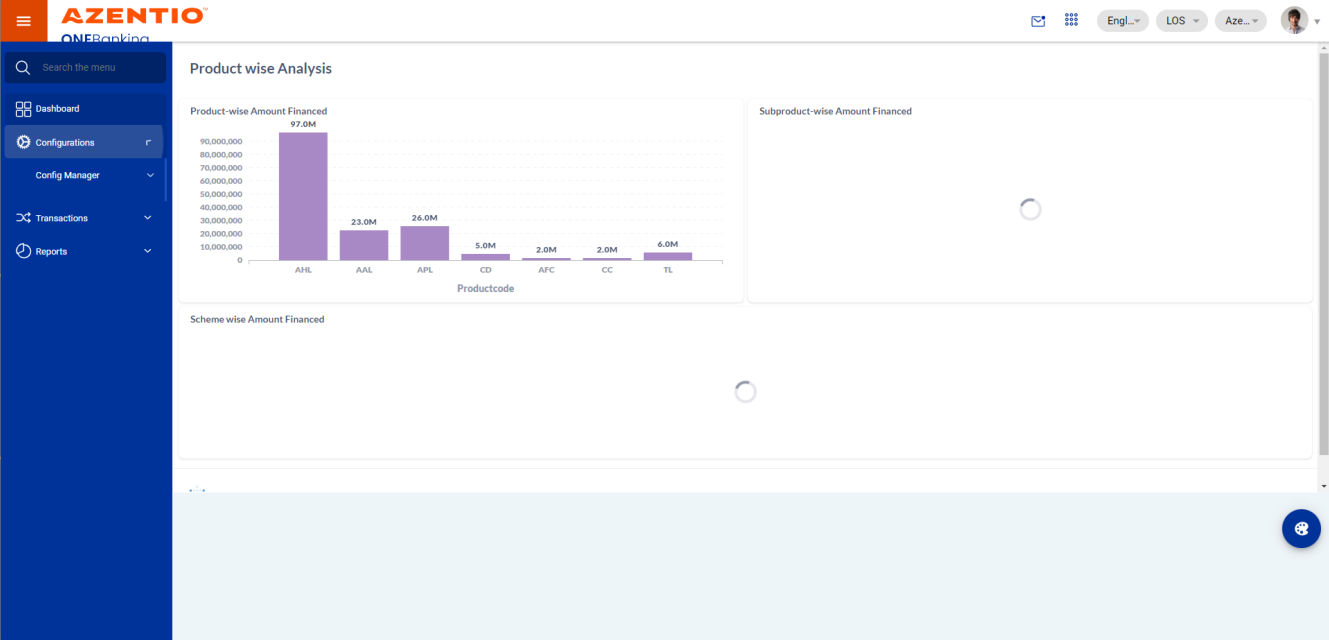 AZENTIO
ONEBanking
Engl...
LOS
Aze...
Search the menu
Dashboard
Configurations
Config Manager
Transactions
Reports
Product wise Analysis
Product-wise Amount Financed
97.0M
90,000,000
80,000,000
70,000,000
60,000,000
50,000,000
40,000,000
30,000,000
20,000,000
10,000,000
0
23.0M
26.0M
5.0M
2.0M
2.0M
6.0M
AHL AAL APL CD AFC CC TL
Productcode
Subproduct-wise Amount Financed
Scheme wise Amount Financed